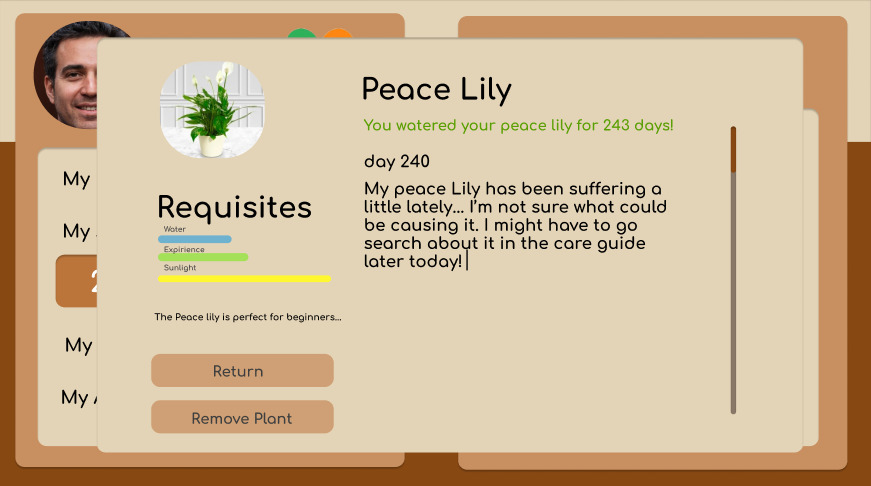 Peace Lily
You watered your peace lily for 243 days!
day 240
My peace Lily has been suffering a
little lately... I'm not sure what could
be causing it. I might have to go
search about it in the care guide
later today!
Requisites
Water
Expirience
Sunlight
The Peace lily is perfect for beginners...
Return
Remove Plant
My
My
My
My